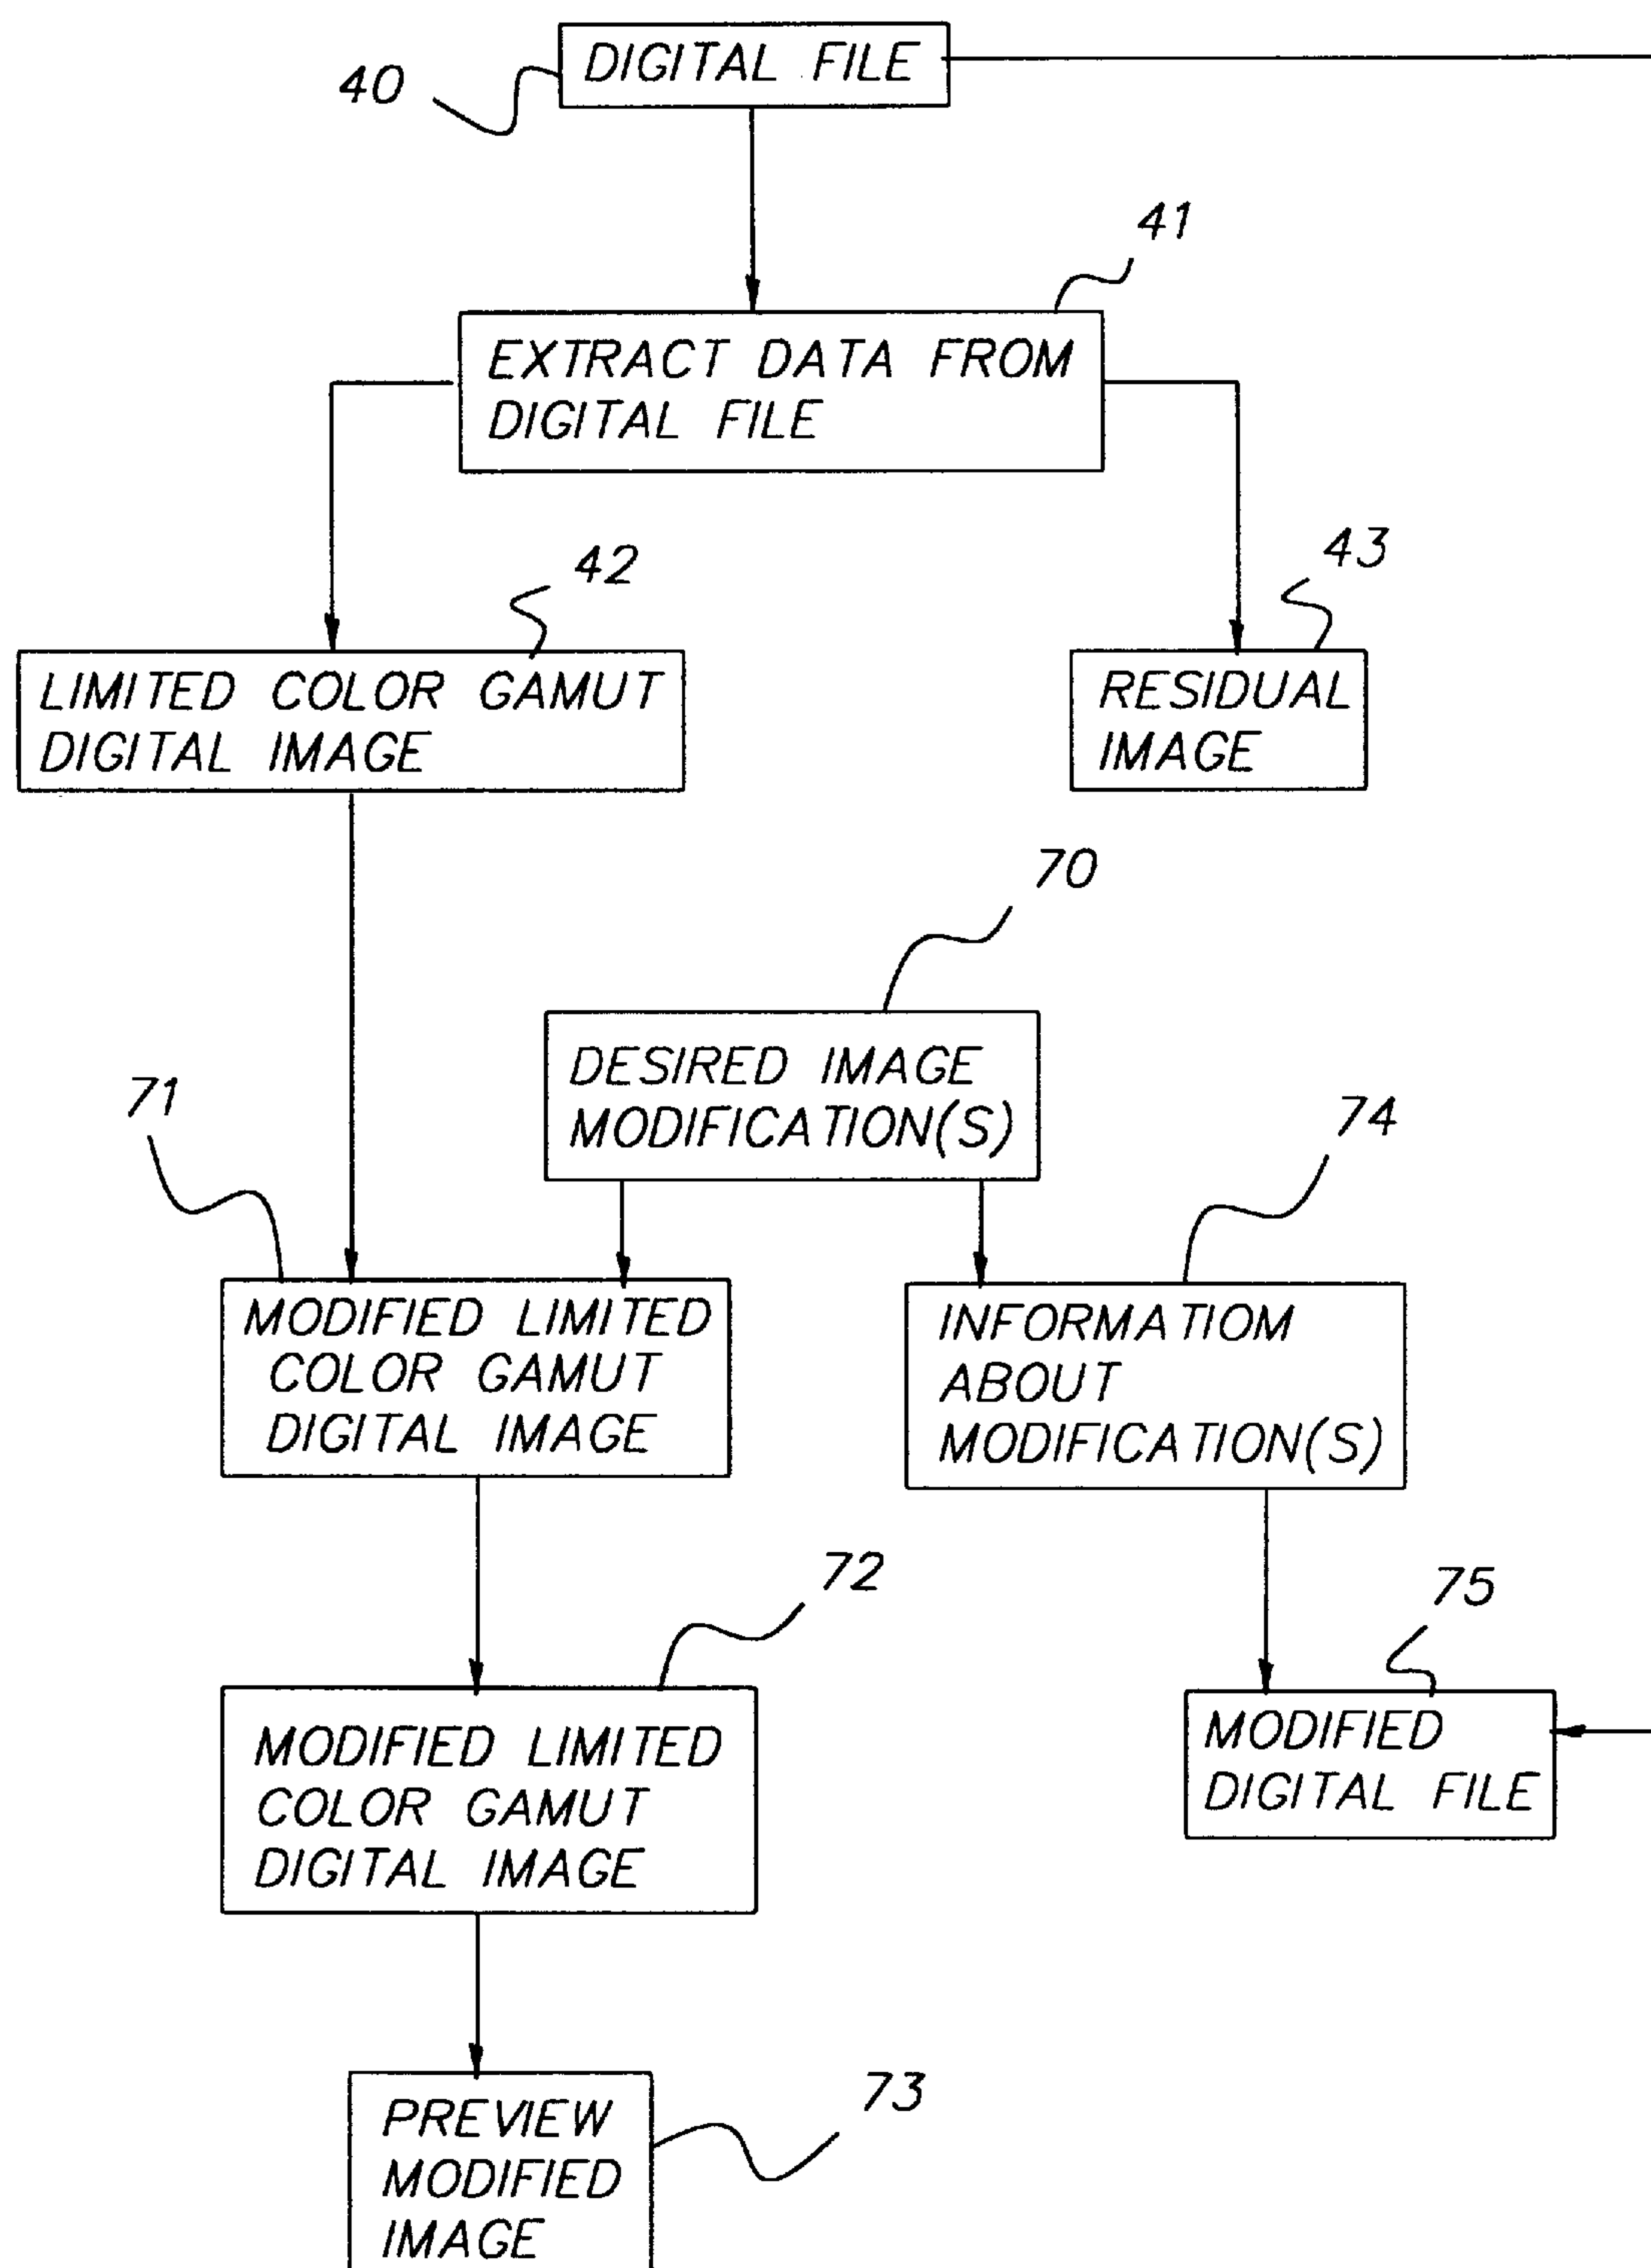 DIGITAL FILE
40
41
EXTRACT DATA FROM
DIGITAL FILE
42
43
LIMITED COLOR GAMUT
DIGITAL IMAGE
RESIDUAL
IMAGE
70
DESIRED IMAGE
MODIFICATION(S)
71
74
MODIFIED LIMITED
COLOR GAMUT
DIGITAL IMAGE
INFORMATIOM
ABOUT
MODIFICATION(S)
72
75
MODIFIED LIMITED
COLOR GAMUT
DIGITAL IMAGE
MODIFIED
DIGITAL FILE
73
PREVIEW
MODIFIED
IMAGE